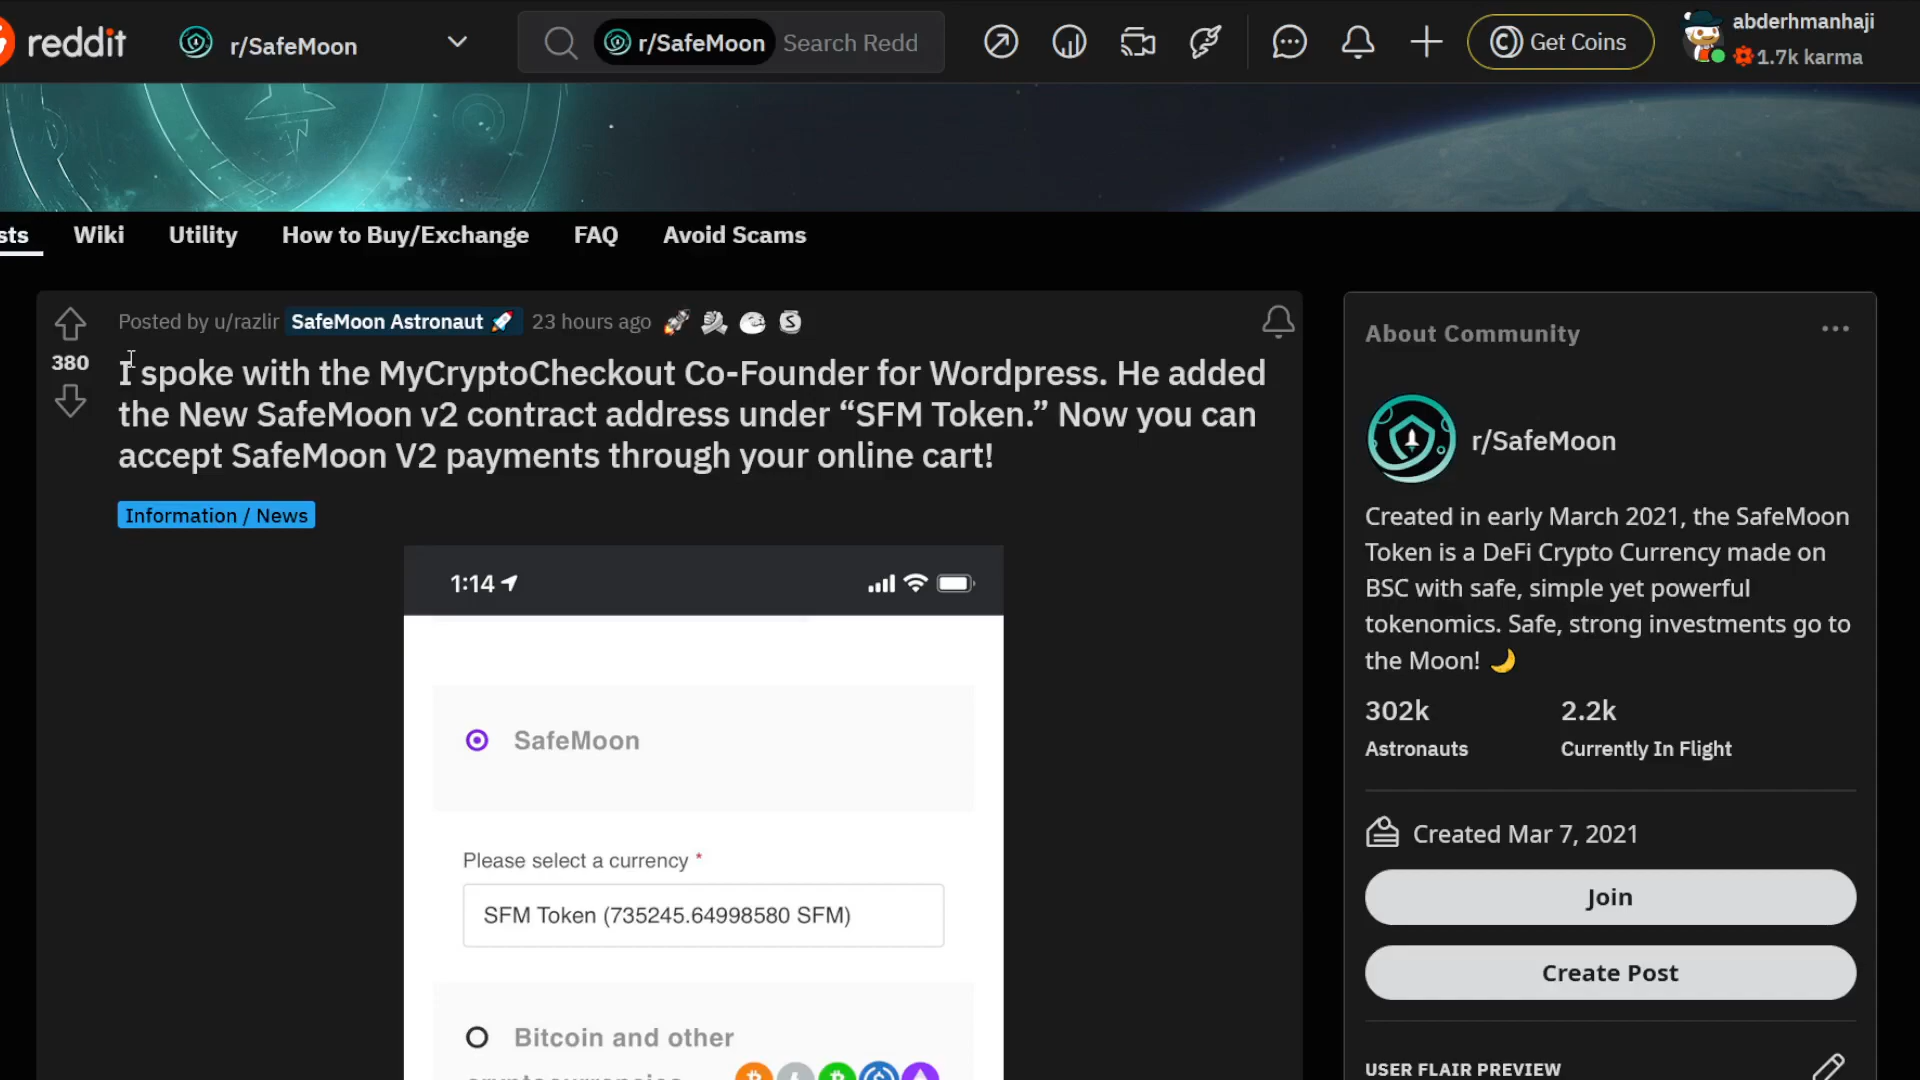 reddit
r/SafeMoon
r/SafeMoon Search Redd
Get Coins
abderhmanhaji
1.7k karma
sts Wiki Utility How to Buy/Exchange FAQ Avoid Scams
380
Posted by u/razlir SafeMoon Astronaut 🚀 23 hours ago
I spoke with the MyCryptoCheckout Co-Founder for Wordpress. He added
the New SafeMoon v2 contract address under “SFM Token.” Now you can
accept SafeMoon V2 payments through your online cart!
Information / News
1:14
SafeMoon
Please select a currency *
SFM Token (735245.64998580 SFM)
Bitcoin and other
cryptocurrencies
About Community
r/SafeMoon
Created in early March 2021, the SafeMoon
Token is a DeFi Crypto Currency made on
BSC with safe, simple yet powerful
tokenomics. Safe, strong investments go to
the Moon! 🌙
302k 2.2k
Astronauts Currently In Flight
Created Mar 7, 2021
Join
Create Post
USER FLAIR PREVIEW